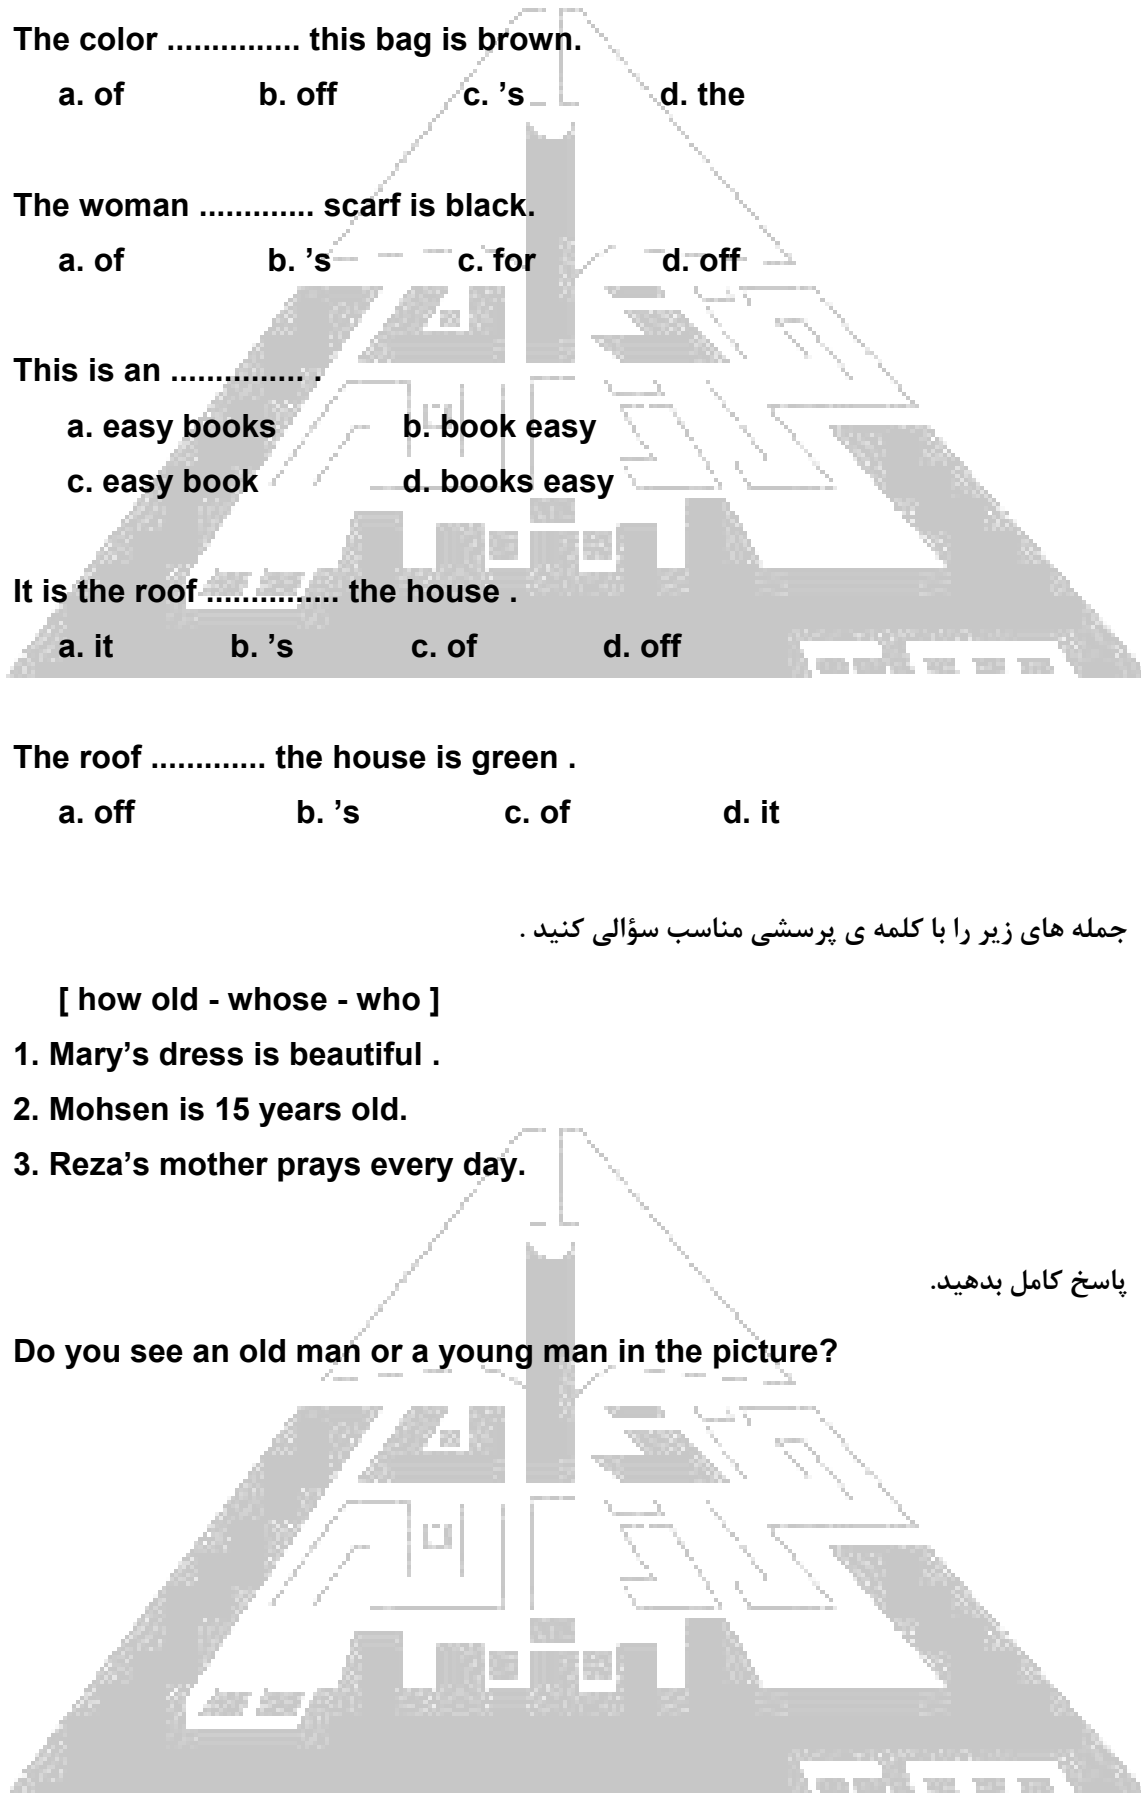 The color ............... this bag is brown.
a. of b. off c. ’s d. the
The woman ............. scarf is black.
a. of b. ’s c. for d. off
This is an ............... .
a. easy books b. book easy
c. easy book d. books easy
It is the roof ............... the house .
a. it b. ’s c. of d. off
The roof ............. the house is green .
a. off b. ’s c. of d. it
جمله های زیر را با کلمه ی پرسشی مناسب سؤالی کنید .
[ how old - whose - who ]
1. Mary’s dress is beautiful .
2. Mohsen is 15 years old.
3. Reza’s mother prays every day.
پاسخ کامل بدهید.
Do you see an old man or a young man in the picture?